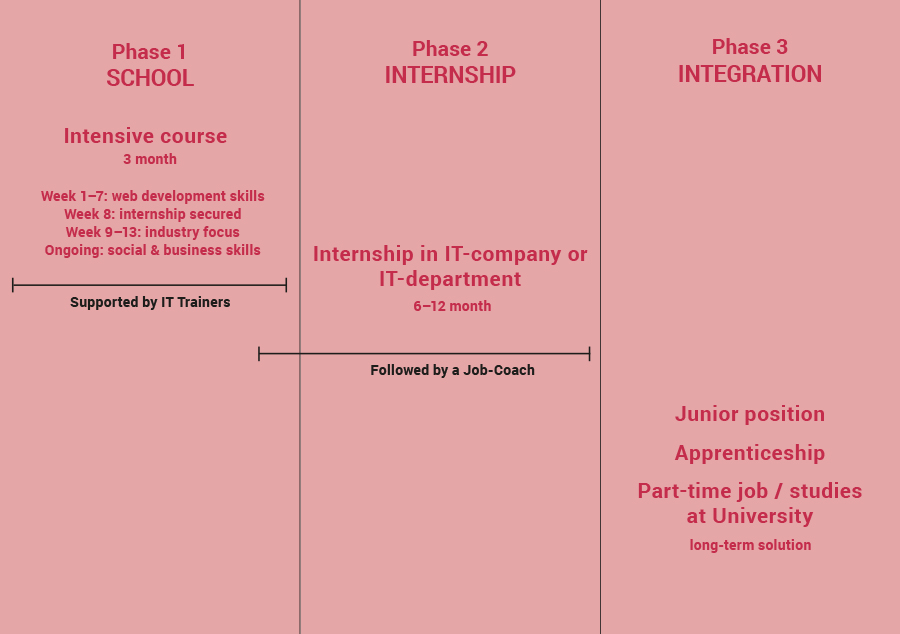 Phase 1
SCHOOL
Intensive course
3 month
Week 1–7: web development skills
Week 8: internship secured
Week 9–13: industry focus
Ongoing: social & business skills
Supported by IT Trainers
Phase 2
INTERNSHIP
Internship in IT-company or
IT-department
6–12 month
Followed by a Job-Coach
Phase 3
INTEGRATION
Junior position
Apprenticeship
Part-time job / studies
at University
long-term solution